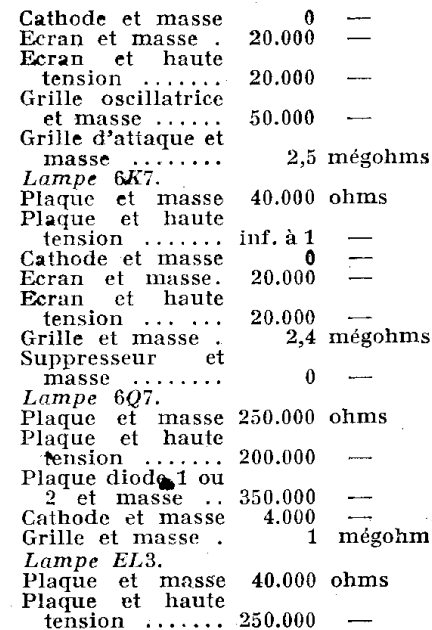 Cathode et masse 0 —
Ecran et masse . 20.000 —
Ecran et haute
tension ....... 20.000 —
Grille oscillatrice
et masse ...... 50.000 —
Grille d'attaque et
masse ........ 2,5 mégohms
Lampe 6K7.
Plaque et masse 40.000 ohms
Plaque et haute
tension ....... inf. à 1 —
Cathode et masse 0 —
Ecran et masse. 20.000 —
Ecran et haute
tension ... ... 20.000 —
Grille et masse . 2,4 mégohms
Suppresseur et
masse ........ 0 —
Lampe 6Q7.
Plaque et masse 250.000 ohms
Plaque et haute
tension ....... 200.000 —
Plaque diode 1 ou
2 et masse .. 350.000 —
Cathode et masse 4.000 —
Grille et masse . 1 mégohm
Lampe EL3.
Plaque et masse 40.000 ohms
Plaque et haute
tension ....... 250.000 —